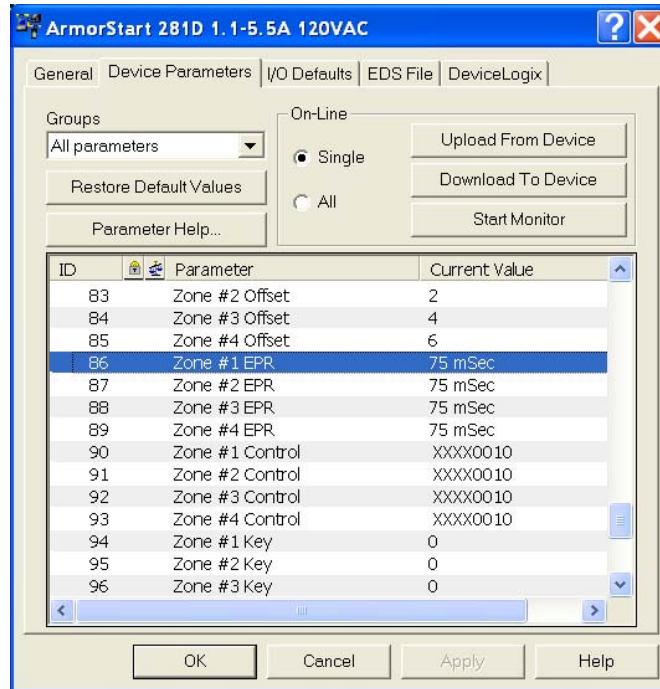 ArmorStart 281D 1.1-5.5A 120VAC
General Device Parameters I/O Defaults EDS File DeviceLogix
Groups
All parameters
Restore Default Values
Parameter Help...
On-Line
Single
All
Upload From Device
Download To Device
Start Monitor
ID Parameter Current Value
83 Zone #2 Offset 2
84 Zone #3 Offset 4
85 Zone #4 Offset 6
86 Zone #1 EPR 75 mSec
87 Zone #2 EPR 75 mSec
88 Zone #3 EPR 75 mSec
89 Zone #4 EPR 75 mSec
90 Zone #1 Control XXXX0010
91 Zone #2 Control XXXX0010
92 Zone #3 Control XXXX0010
93 Zone #4 Control XXXX0010
94 Zone #1 Key 0
95 Zone #2 Key 0
96 Zone #3 Key 0
OK Cancel Apply Help